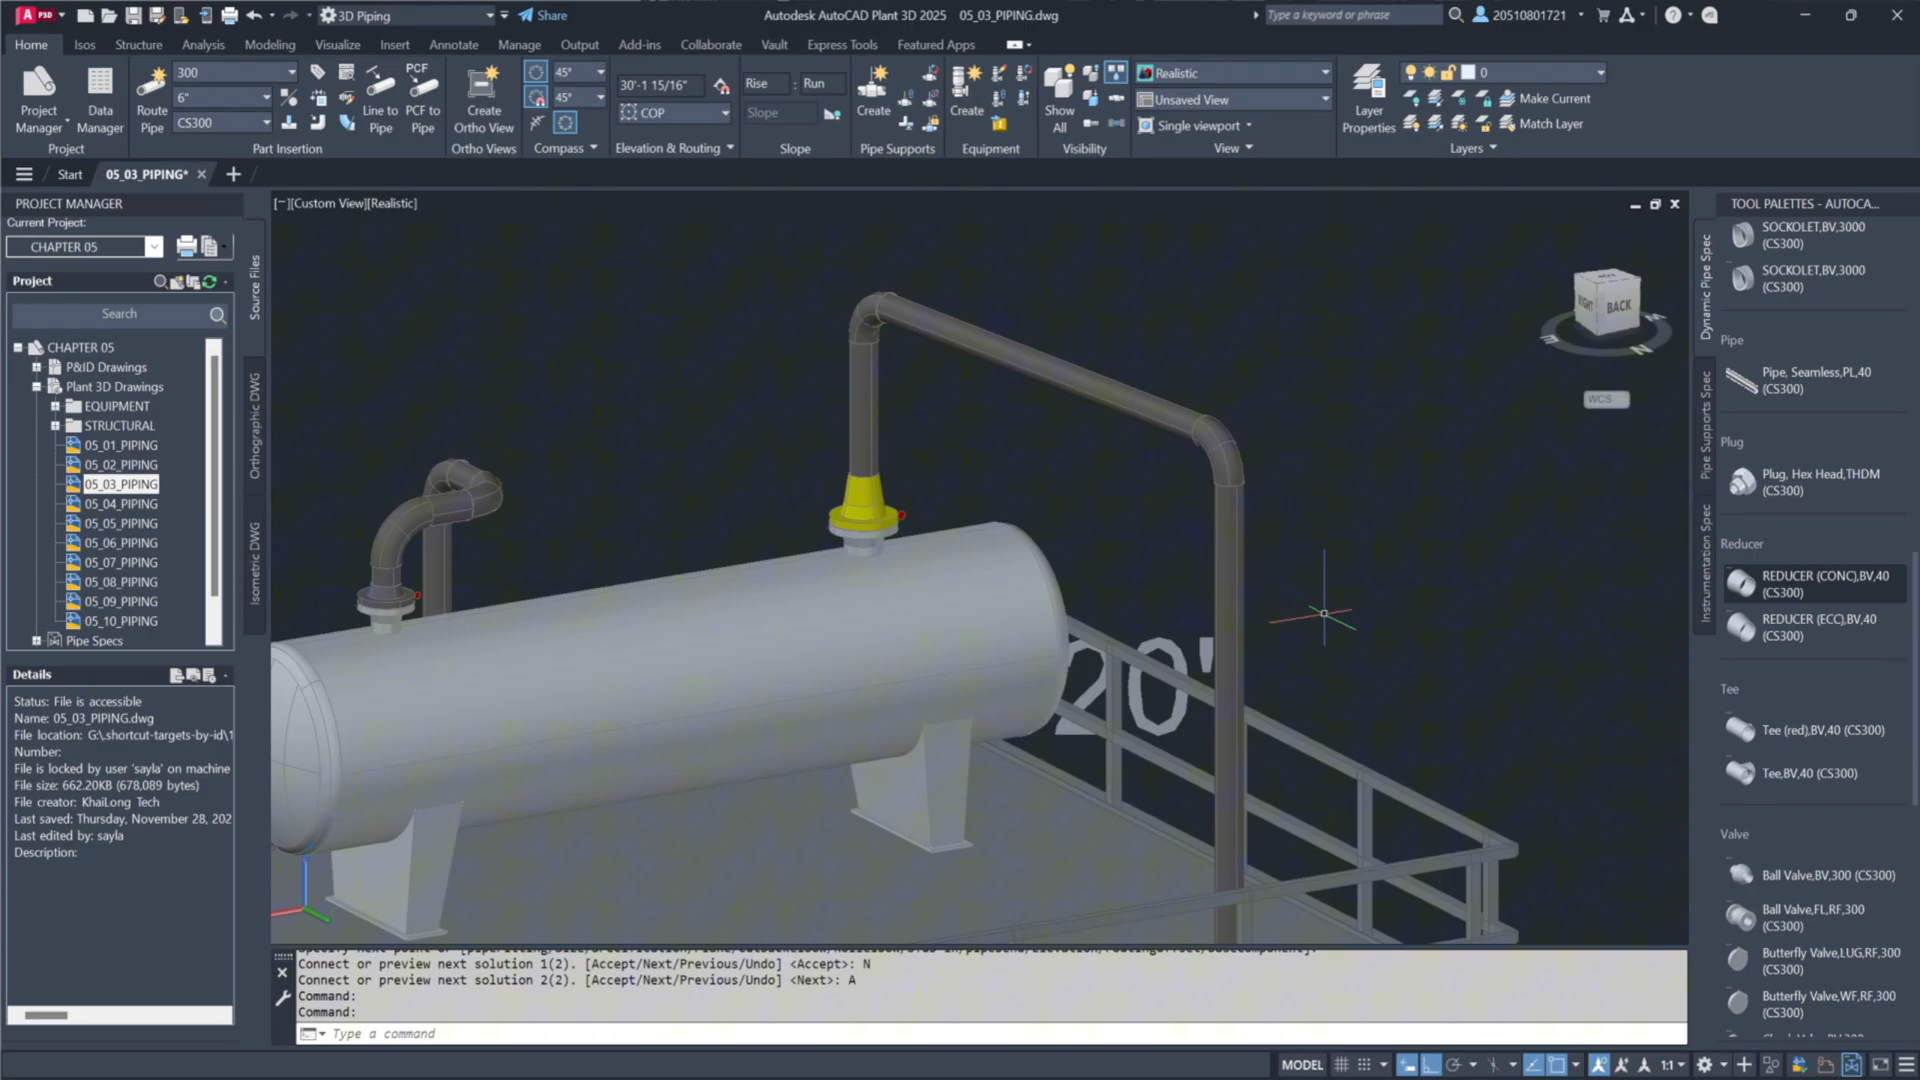 A P3D
3D Piping
Share
Autodesk AutoCAD Plant 3D 2025 05_03_PIPING.dwg
Type a keyword or phrase
20510801721
Home
Isos
Structure
Analysis
Modeling
Visualize
Insert
Annotate
Manage
Output
Add-ins
Collaborate
Vault
Express Tools
Featured Apps
300
6"
CS300
Project
Manager
Data
Manager
Route
Pipe
Line to
Pipe
PCF
PCF to
Pipe
Create
Ortho View
45°
45°
30'-1 15/16"
COP
Rise : Run
Slope
Create
Create
Show
All
Realistic
Unsaved View
Single viewport
Layer
Properties
0
Make Current
Match Layer
Project
Part Insertion
Ortho Views
Compass
Elevation & Routing
Slope
Pipe Supports
Equipment
Visibility
View
Layers
Start
05_03_PIPING*
PROJECT MANAGER
Current Project:
CHAPTER 05
Project
Search
CHAPTER 05
P&ID Drawings
Plant 3D Drawings
EQUIPMENT
STRUCTURAL
05_01_PIPING
05_02_PIPING
05_03_PIPING
05_04_PIPING
05_05_PIPING
05_06_PIPING
05_07_PIPING
05_08_PIPING
05_09_PIPING
05_10_PIPING
Pipe Specs
Source Files
Orthographic DWG
Isometric DWG
Details
Status: File is accessible
Name: 05_03_PIPING.dwg
File location: G:\.shortcut-targets-by-id\1
Number:
File is locked by user 'sayla' on machine
File size: 662.20KB (678,089 bytes)
File creator: KhaiLong Tech
Last saved: Thursday, November 28, 202
Last edited by: sayla
Description:
[−][Custom View][Realistic]
20'
RIGHT
BACK
WCS
Connect or preview next solution 1(2). [Accept/Next/Previous/Undo] <Accept>: N
Connect or preview next solution 2(2). [Accept/Next/Previous/Undo] <Next>: A
Command:
Command:
Type a command
TOOL PALETTES - AUTOCA...
Dynamic Pipe Spec
Pipe Supports Spec
Instrumentation Spec
SOCKOLET,BV,3000
(CS300)
SOCKOLET,BV,3000
(CS300)
Pipe
Pipe, Seamless,PL,40
(CS300)
Plug
Plug, Hex Head,THDM
(CS300)
Reducer
REDUCER (CONC),BV,40
(CS300)
REDUCER (ECC),BV,40
(CS300)
Tee
Tee (red),BV,40 (CS300)
Tee,BV,40 (CS300)
Valve
Ball Valve,BV,300 (CS300)
Ball Valve,FL,RF,300
(CS300)
Butterfly Valve,LUG,RF,300
(CS300)
Butterfly Valve,WF,RF,300
(CS300)
MODEL
1:1